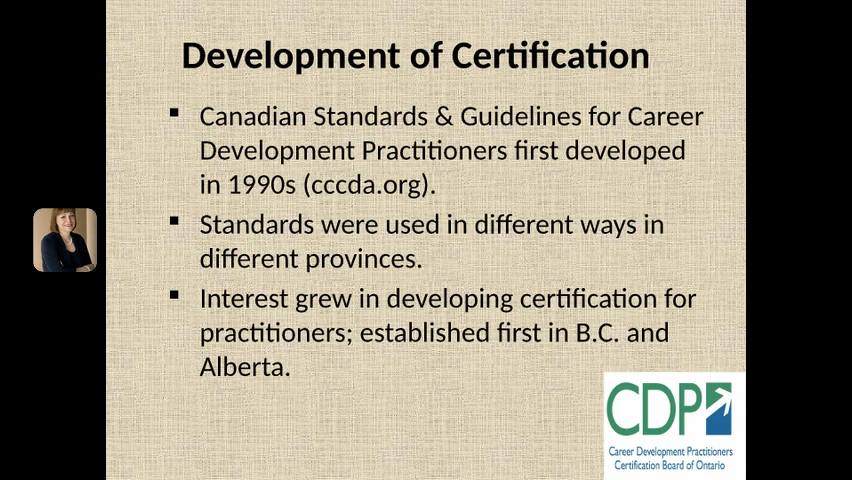 Development of Certification
▪ Canadian Standards & Guidelines for Career
Development Practitioners first developed
in 1990s (cccda.org).
▪ Standards were used in different ways in
different provinces.
▪ Interest grew in developing certification for
practitioners; established first in B.C. and
Alberta.
CDP
Career Development Practitioners
Certification Board of Ontario